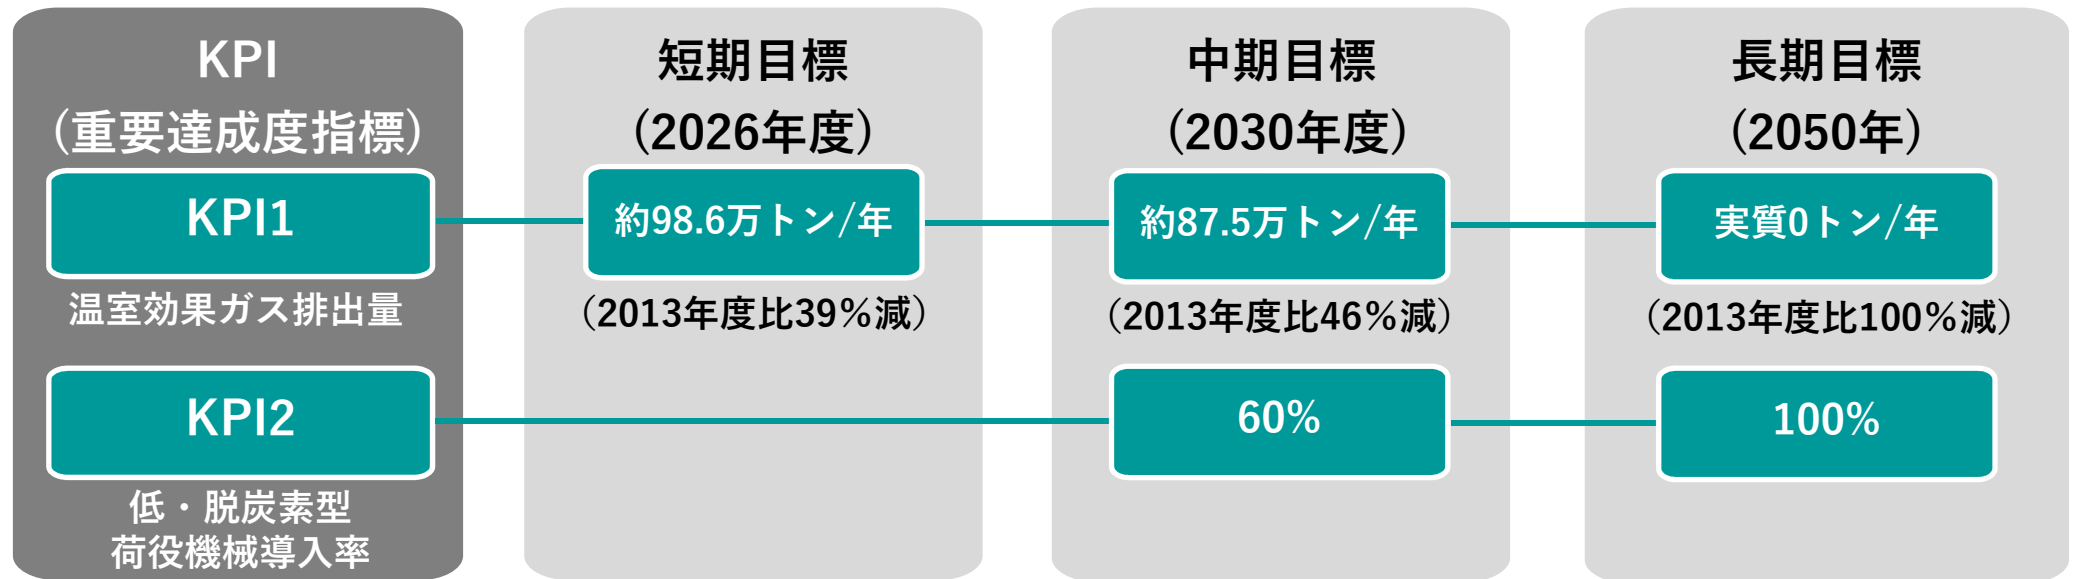 KPI
(重要達成度指標)
短期目標
(2026年度)
中期目標
(2030年度)
長期目標
(2050年)
KPI1
約98.6万トン/年
約87.5万トン/年
実質0トン/年
温室効果ガス排出量
(2013年度比39%減)
(2013年度比46%減)
(2013年度比100%減)
KPI2
60%
100%
低・脱炭素型
荷役機械導入率